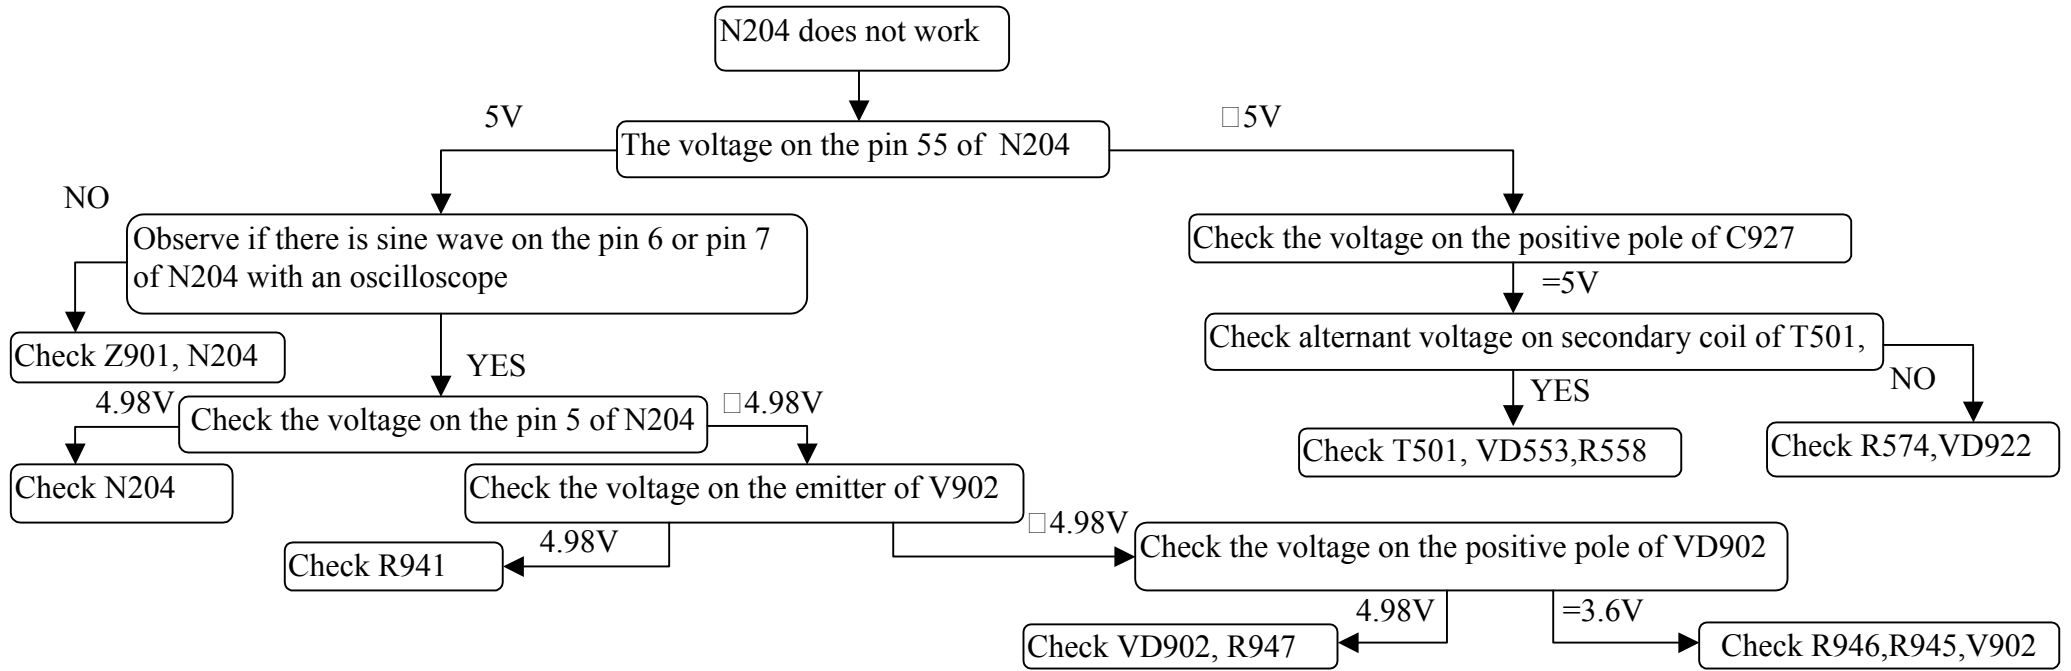 N204 does not work
5V
□5V
The voltage on the pin 55 of N204
NO
Observe if there is sine wave on the pin 6 or pin 7
of N204 with an oscilloscope
Check the voltage on the positive pole of C927
=5V
Check Z901, N204
YES
Check alternant voltage on secondary coil of T501,
YES
NO
4.98V
Check the voltage on the pin 5 of N204
□4.98V
Check T501, VD553,R558
Check R574,VD922
Check N204
Check the voltage on the emitter of V902
4.98V
□4.98V
Check R941
Check the voltage on the positive pole of VD902
4.98V
=3.6V
Check VD902, R947
Check R946,R945,V902